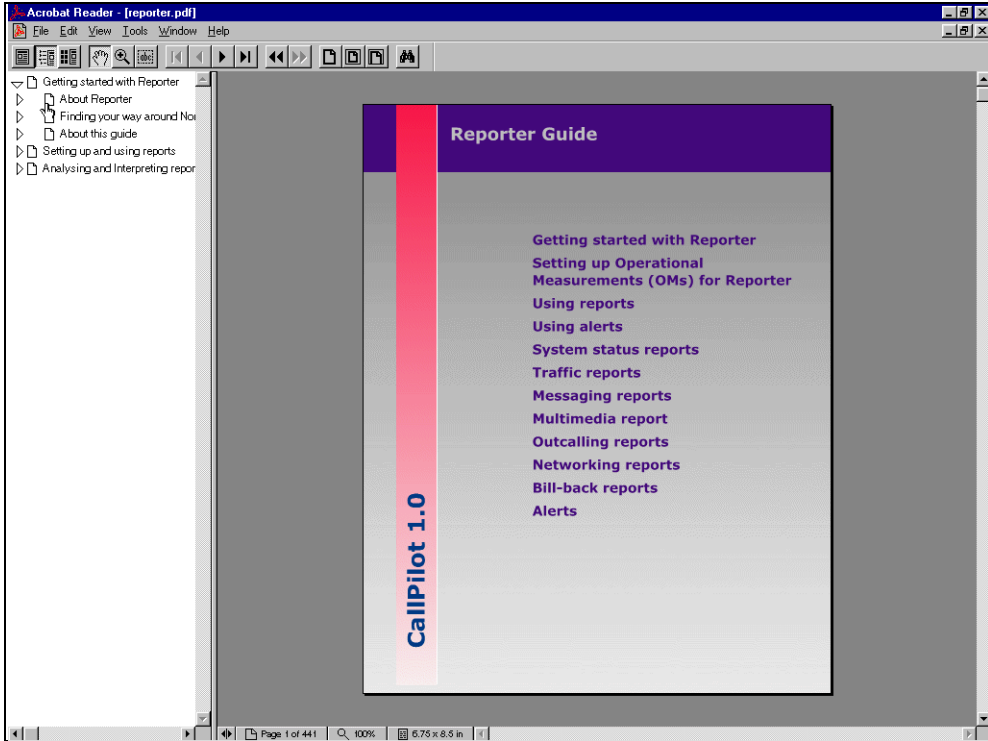 Acrobat Reader - [reporter.pdf]
File Edit View Tools Window Help
abc
Getting started with Reporter
About Reporter
Finding your way around Nor
About this guide
Setting up and using reports
Analysing and Interpreting repor
Reporter Guide
Getting started with Reporter
Setting up Operational
Measurements (OMs) for Reporter
Using reports
Using alerts
System status reports
Traffic reports
Messaging reports
Multimedia report
Outcalling reports
Networking reports
Bill-back reports
Alerts
CallPilot 1.0
Page 1 of 441 100% 6.75 x 8.5 in